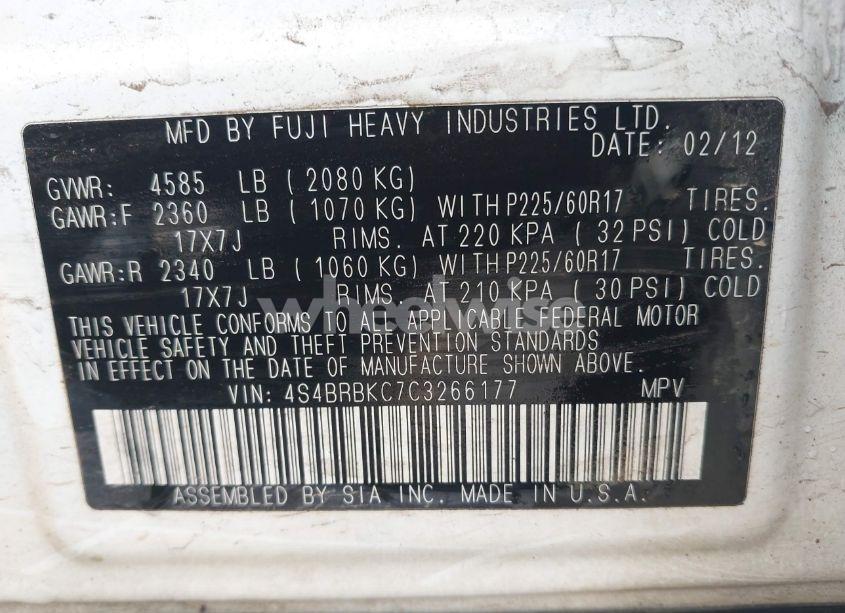 MFD BY FUJI HEAVY INDUSTRIES LTD.
DATE: 02/12
GVWR: 4585 LB ( 2080 KG)
GAWR:F 2360 LB ( 1070 KG) WITH P225/60R17 TIRES.
17X7J RIMS. AT 220 KPA ( 32 PSI) COLD
GAWR:R 2340 LB ( 1060 KG) WITH P225/60R17 TIRES.
17X7J RIMS. AT 210 KPA ( 30 PSI) COLD
wheelwise
THIS VEHICLE CONFORMS TO ALL APPLICABLE FEDERAL MOTOR
VEHICLE SAFETY AND THEFT PREVENTION STANDARDS
IN EFFECT ON THE DATE OF MANUFACTURE SHOWN ABOVE.
VIN: 4S4BRBKC7C3266177 MPV
ASSEMBLED BY SIA INC. MADE IN U.S.A.